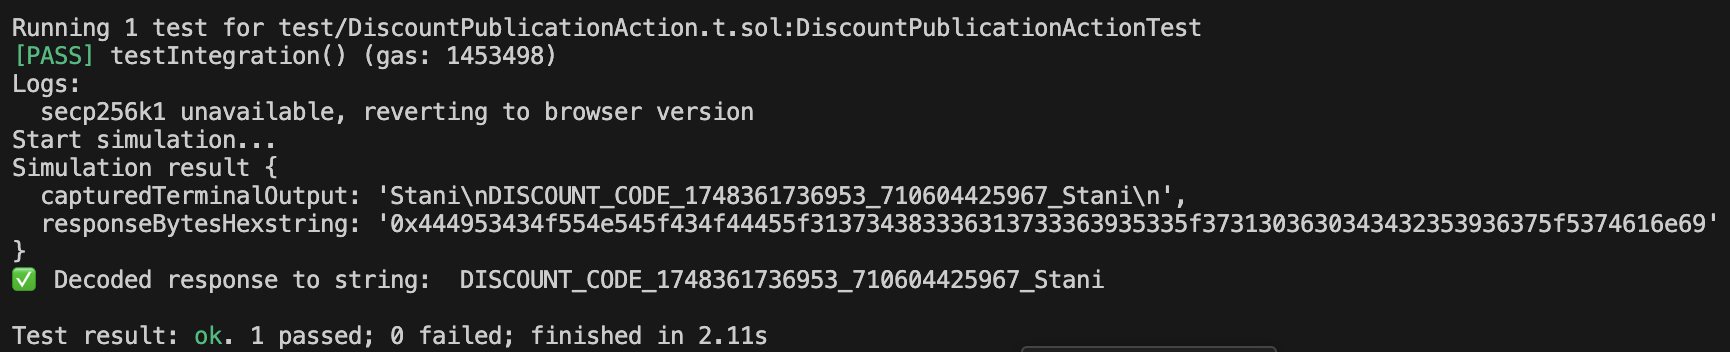 Running 1 test for test/DiscountPublicationAction.t.sol:DiscountPublicationActionTest
[PASS] testIntegration() (gas: 1453498)
Logs:
secp256k1 unavailable, reverting to browser version
Start simulation...
Simulation result {
capturedTerminalOutput: 'Stani\nDISCOUNT_CODE_1748361736953_710604425967_Stani\n',
responseBytesHexstring: '0x444953434f554e545f434f44455f313734383336313733363935335f3731303630343432353936375f5374616e69'
}
✅ Decoded response to string:  DISCOUNT_CODE_1748361736953_710604425967_Stani
Test result: ok. 1 passed; 0 failed; finished in 2.11s